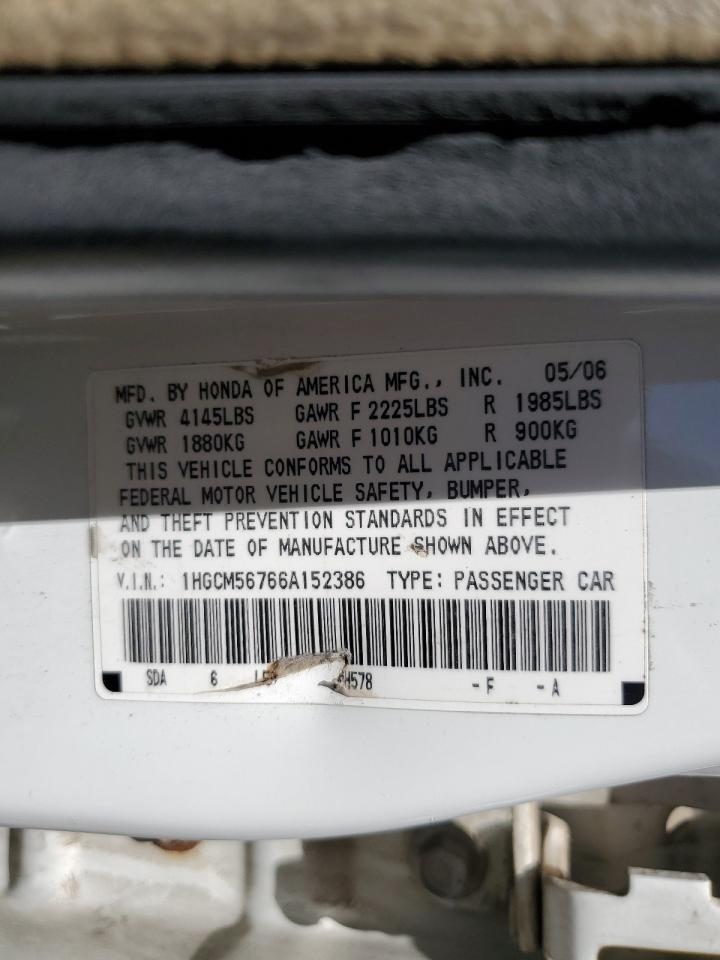 MFD. BY HONDA OF AMERICA MFG., INC. 05/06
GVWR 4145LBS GAWR F 2225LBS R 1985LBS
GVWR 1880KG GAWR F 1010KG R 900KG
THIS VEHICLE CONFORMS TO ALL APPLICABLE
FEDERAL MOTOR VEHICLE SAFETY, BUMPER,
AND THEFT PREVENTION STANDARDS IN EFFECT
ON THE DATE OF MANUFACTURE SHOWN ABOVE.
V.I.N.: 1HGCM56766A152386 TYPE: PASSENGER CAR
SDA 6 -F -A